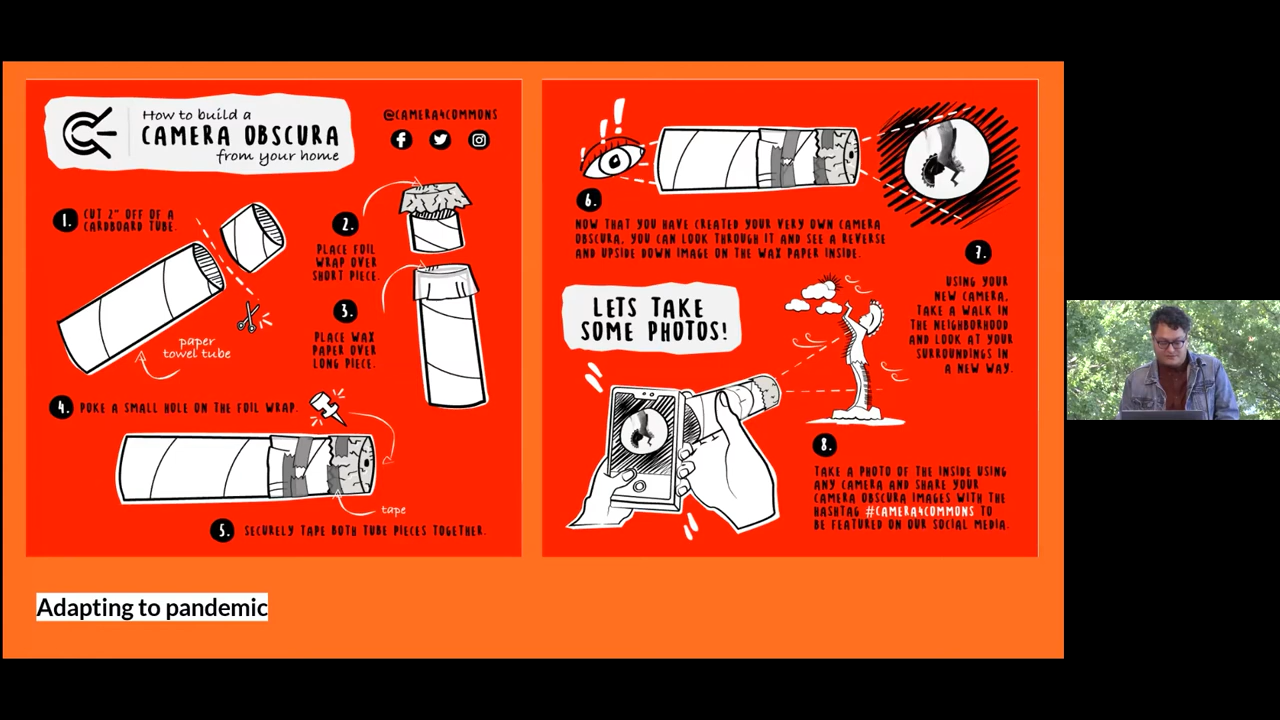 How to build a
CAMERA OBSCURA
from your home
@CAMERA4COMMONS
1. CUT 2" OFF OF A
CARDBOARD TUBE.
paper
towel tube
2.
PLACE FOIL
WRAP OVER
SHORT PIECE.
3.
PLACE WAX
PAPER OVER
LONG PIECE.
4. POKE A SMALL HOLE ON THE FOIL WRAP.
tape
5. SECURELY TAPE BOTH TUBE PIECES TOGETHER.
6.
NOW THAT YOU HAVE CREATED YOUR VERY OWN CAMERA
OBSCURA, YOU CAN LOOK THROUGH IT AND SEE A REVERSE
AND UPSIDE DOWN IMAGE ON THE WAX PAPER INSIDE.
LETS TAKE
SOME PHOTOS!
7.
USING YOUR
NEW CAMERA,
TAKE A WALK IN
THE NEIGHBORHOOD
AND LOOK AT YOUR
SURROUNDINGS IN
A NEW WAY.
8.
TAKE A PHOTO OF THE INSIDE USING
ANY CAMERA AND SHARE YOUR
CAMERA OBSCURA IMAGES WITH THE
HASHTAG #CAMERA4COMMONS TO
BE FEATURED ON OUR SOCIAL MEDIA.
Adapting to pandemic